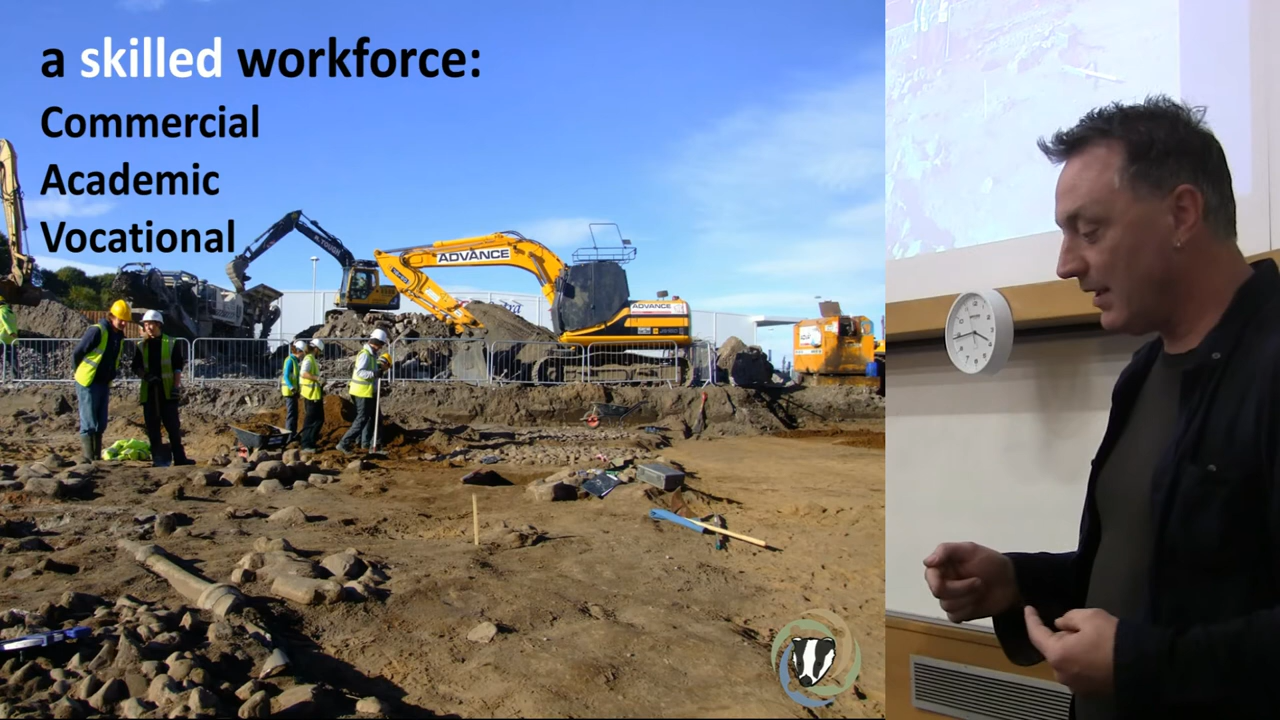 a skilled workforce:
Commercial
Academic
Vocational
ADVANCE
ADVANCE